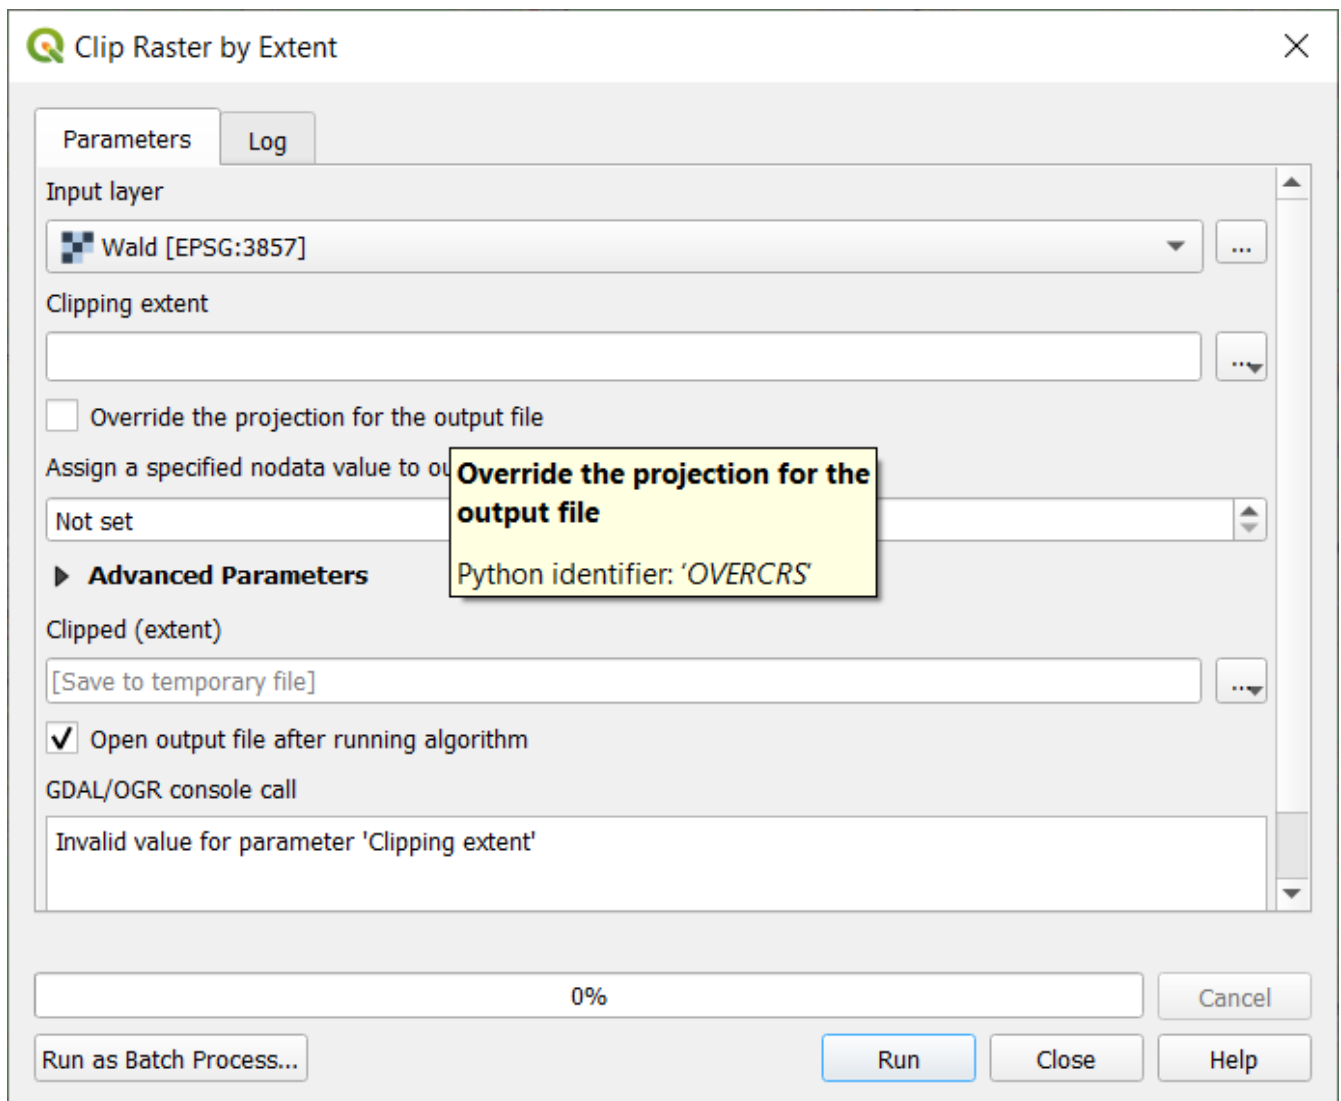 Clip Raster by Extent
Parameters
Log
Input layer
Wald [EPSG:3857]
...
Clipping extent
...
Override the projection for the output file
Assign a specified nodata value to ou
Override the projection for the
output file
Python identifier: ‘OVERCRS’
Not set
Advanced Parameters
Clipped (extent)
[Save to temporary file]
...
Open output file after running algorithm
GDAL/OGR console call
Invalid value for parameter 'Clipping extent'
0%
Cancel
Run as Batch Process...
Run
Close
Help